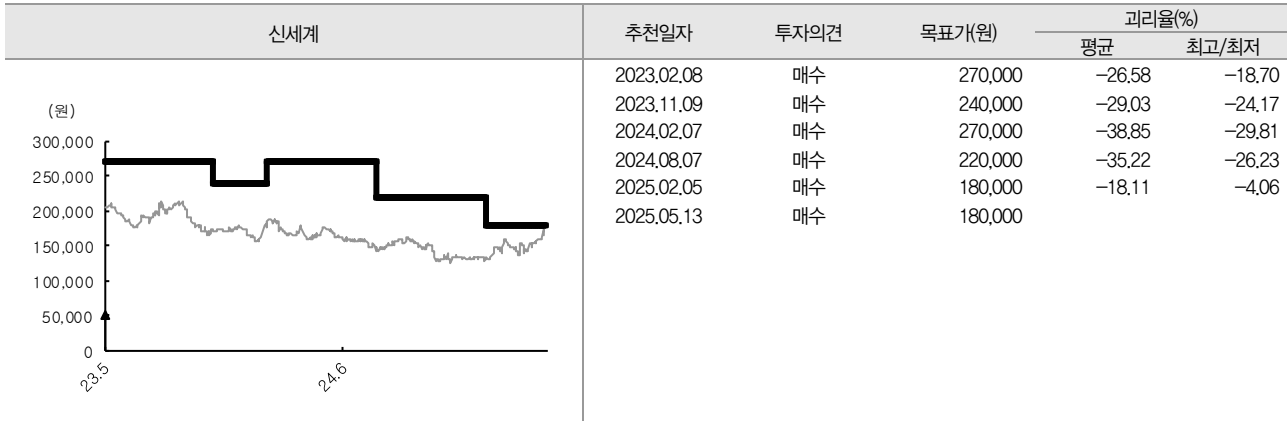 신세계 추천일자 투자의견 목표가(원) 괴리율(%)
평균 최고/최저
(원)
300,000
250,000
200,000
150,000
100,000
50,000
0
23.5 24.6
2023.02.08 매수 270,000 -26.58 -18.70
2023.11.09 매수 240,000 -29.03 -24.17
2024.02.07 매수 270,000 -38.85 -29.81
2024.08.07 매수 220,000 -35.22 -26.23
2025.02.05 매수 180,000 -18.11 -4.06
2025.05.13 매수 180,000